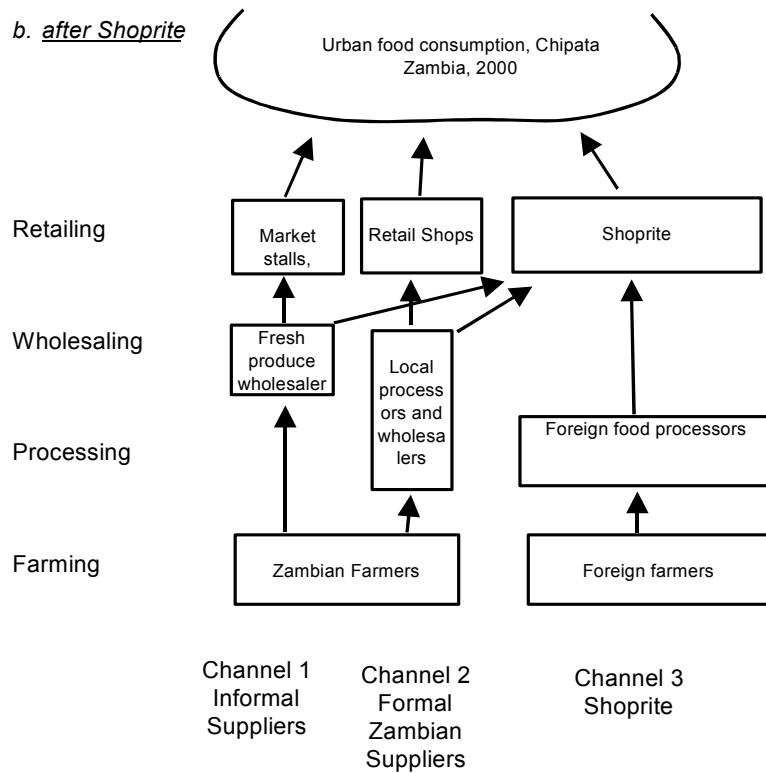 b. after Shoprite
Urban food consumption, Chipata
Zambia, 2000
Retailing
Market
stalls,
Retail Shops
Shoprite
Wholesaling
Fresh
produce
wholesaler
Local
process
ors and
wholesa
lers
Processing
Foreign food processors
Farming
Zambian Farmers
Foreign farmers
Channel 1
Informal
Suppliers
Channel 2
Formal
Zambian
Suppliers
Channel 3
Shoprite